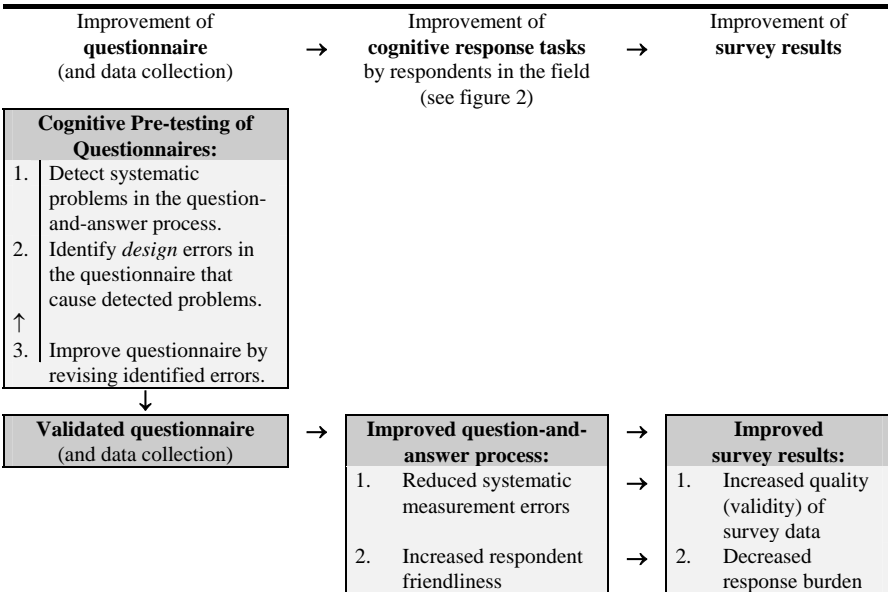 Improvement of
questionnaire
(and data collection)
→
Improvement of
cognitive response tasks
by respondents in the field
(see figure 2)
→
Improvement of
survey results
Cognitive Pre-testing of
Questionnaires:
1. Detect systematic
problems in the question-
and-answer process.
2. Identify design errors in
the questionnaire that
cause detected problems.
↑
3. Improve questionnaire by
revising identified errors.
↓
Validated questionnaire
(and data collection)
→
Improved question-and-
answer process:
1. Reduced systematic
measurement errors
2. Increased respondent
friendliness
→
→
→
Improved
survey results:
1. Increased quality
(validity) of
survey data
2. Decreased
response burden